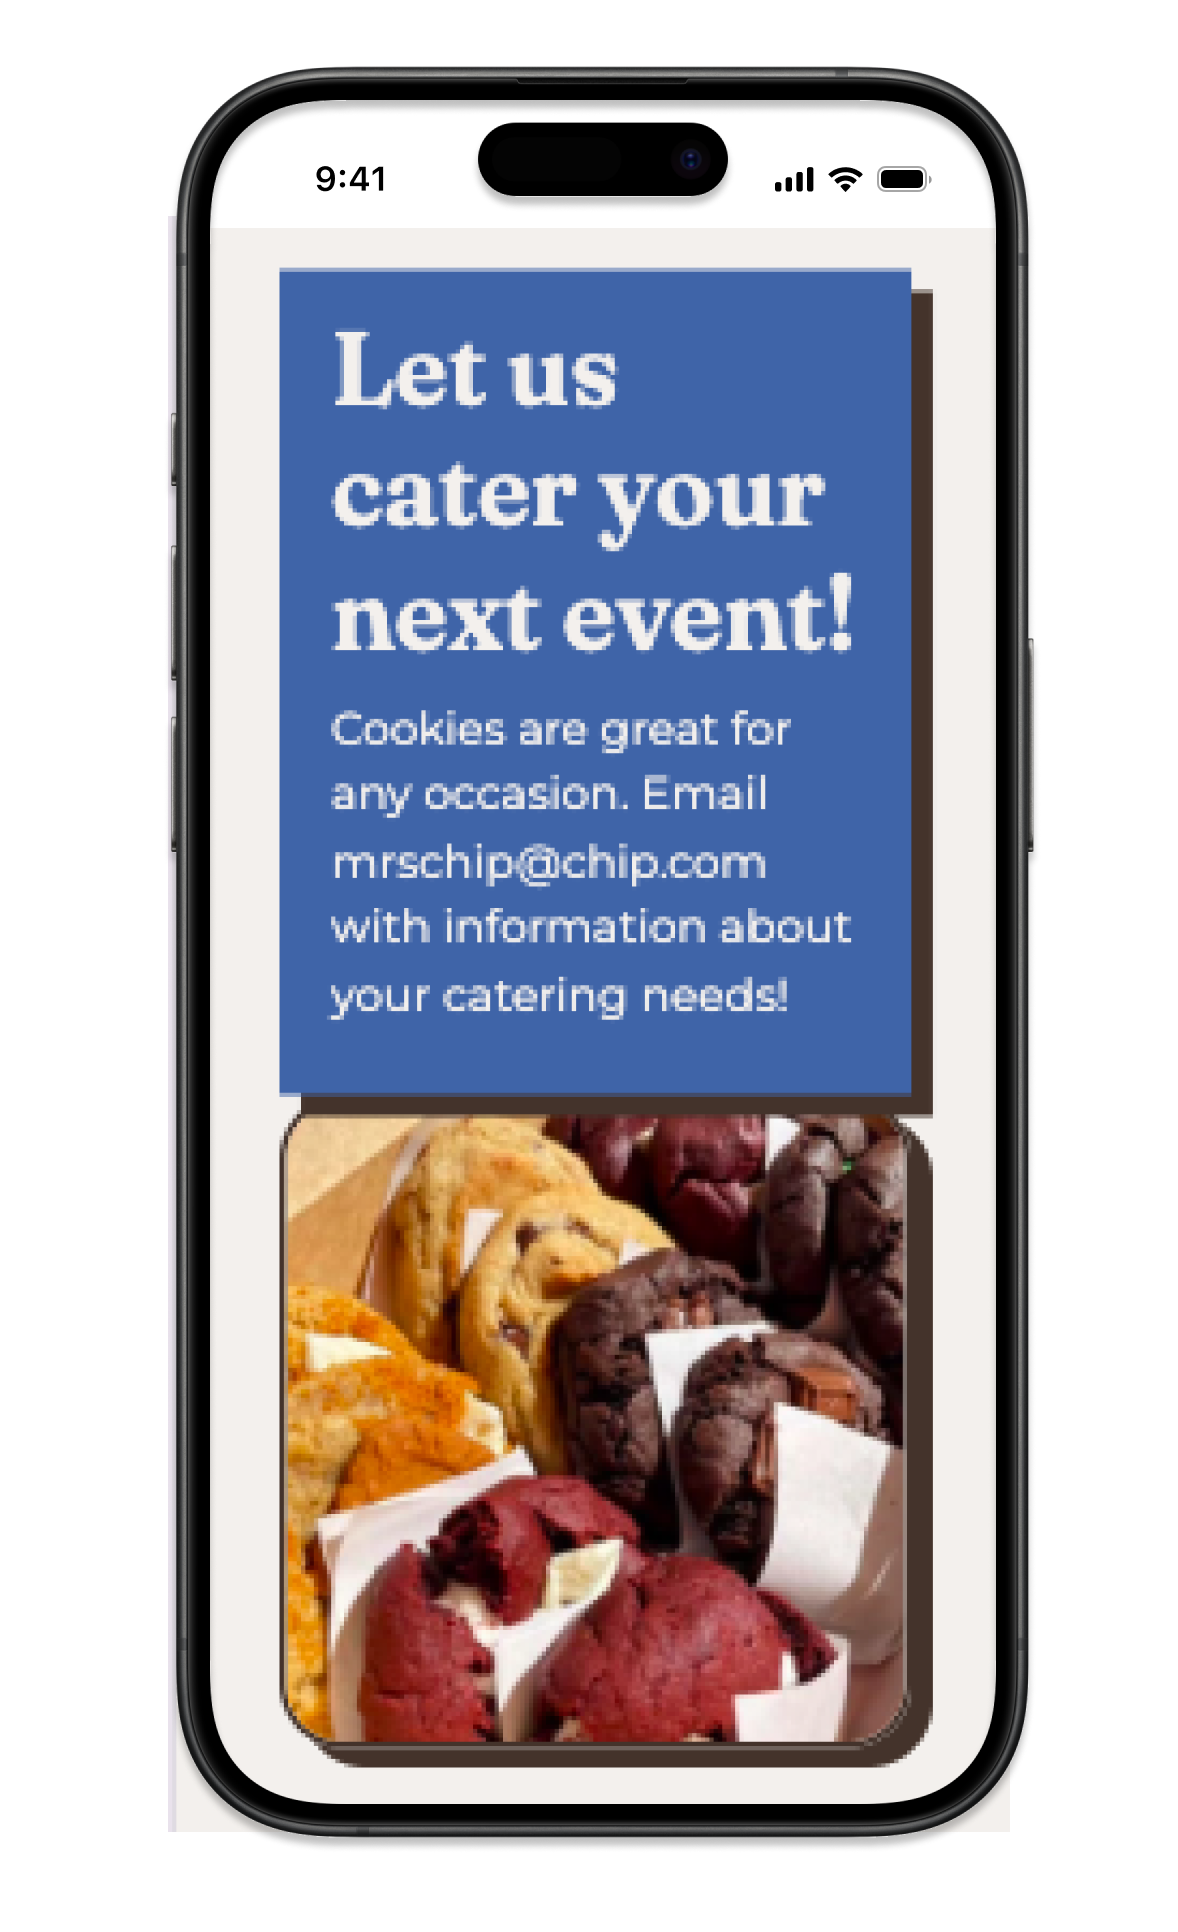 9:41
Let us
cater your
next event!
Cookies are great for
any occasion. Email
mrschip@chip.com
with information about
your catering needs!